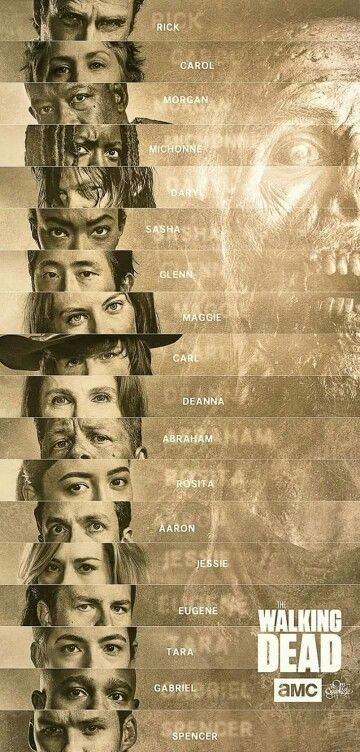 RICK
CAROL
MORGAN
MICHONNE
DARYL
SASHA
GLENN
MAGGIE
CARL
DEANNA
ABRAHAM
ROSITA
AARON
JESSIE
EUGENE
THE
WALKING
DEAD
TARA
aMC
GABRIEL
SPENCER